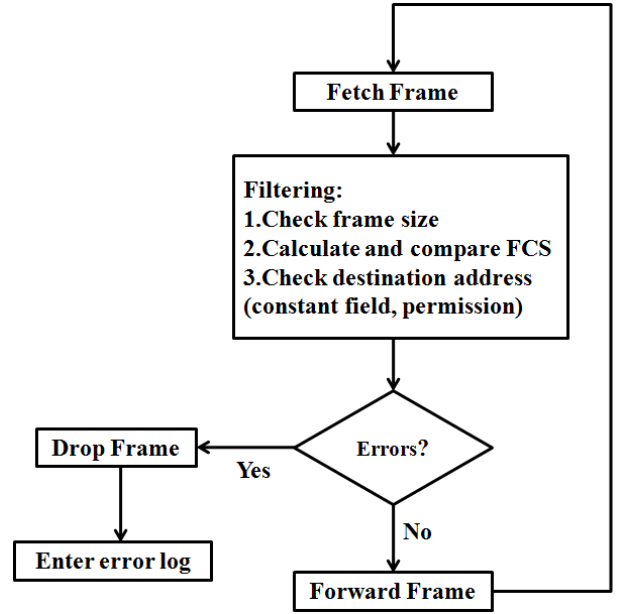 Fetch Frame
Filtering:
1.Check frame size
2.Calculate and compare FCS
3.Check destination address
(constant field, permission)
Errors?
Drop Frame
Yes
No
Enter error log
Forward Frame